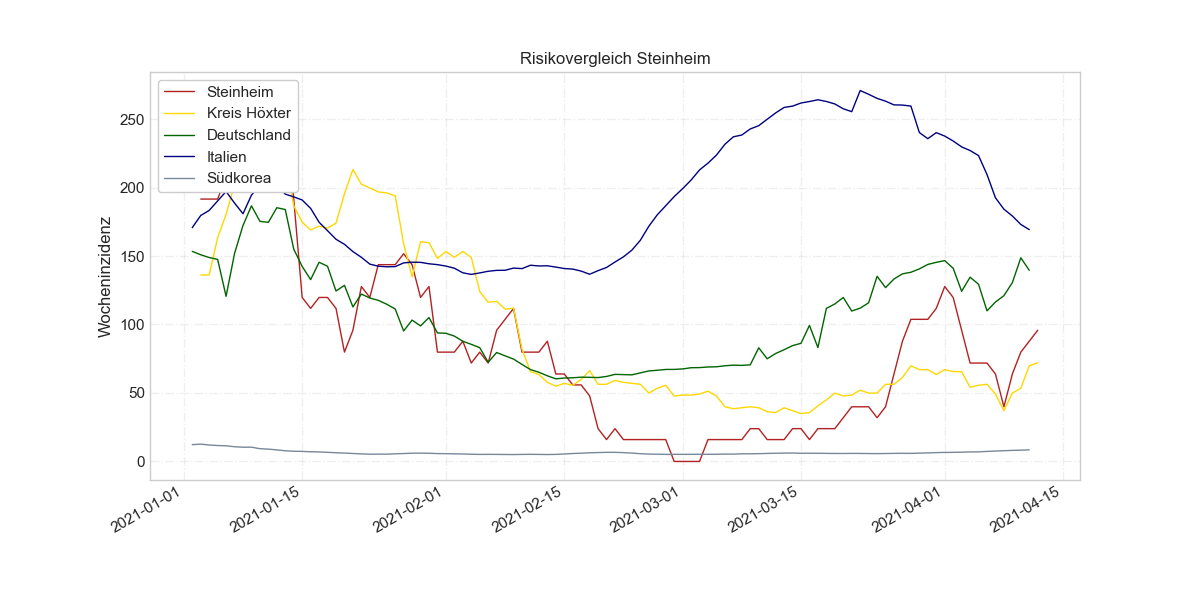 Risikovergleich Steinheim
Steinheim
Kreis Höxter
Deutschland
Italien
Südkorea
Wocheninzidenz
250
200
150
100
50
0
2021-01-01
2021-01-15
2021-02-01
2021-02-15
2021-03-01
2021-03-15
2021-04-01
2021-04-15